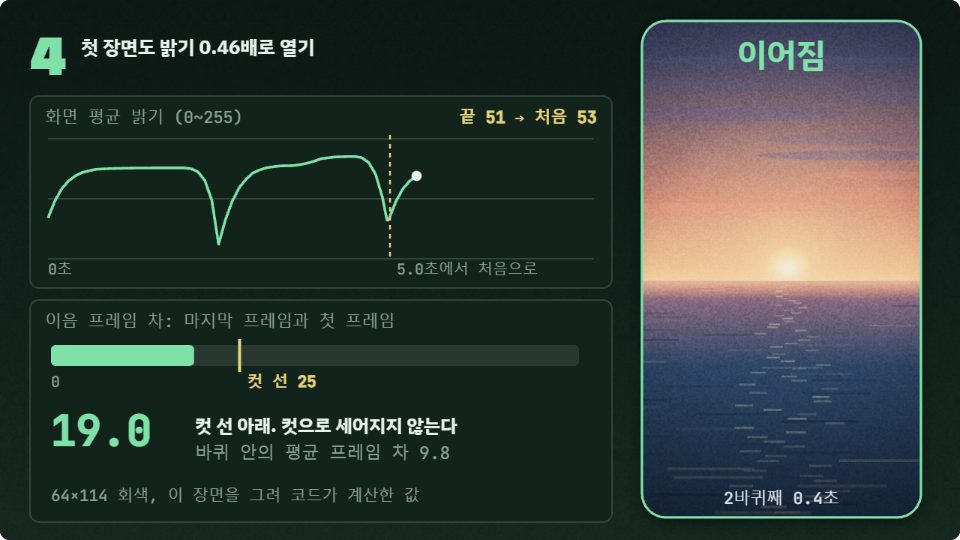 4 첫 장면도 밝기 0.46배로 열기
화면 평균 밝기 (0~255)
끝 51 → 처음 53
0초
5.0초에서 처음으로
이음 프레임 차: 마지막 프레임과 첫 프레임
0
컷 선 25
19.0
컷 선 아래. 컷으로 세어지지 않는다
바퀴 안의 평균 프레임 차 9.8
64×114 회색, 이 장면을 그려 코드가 계산한 값
이어짐
2바퀴째 0.4초